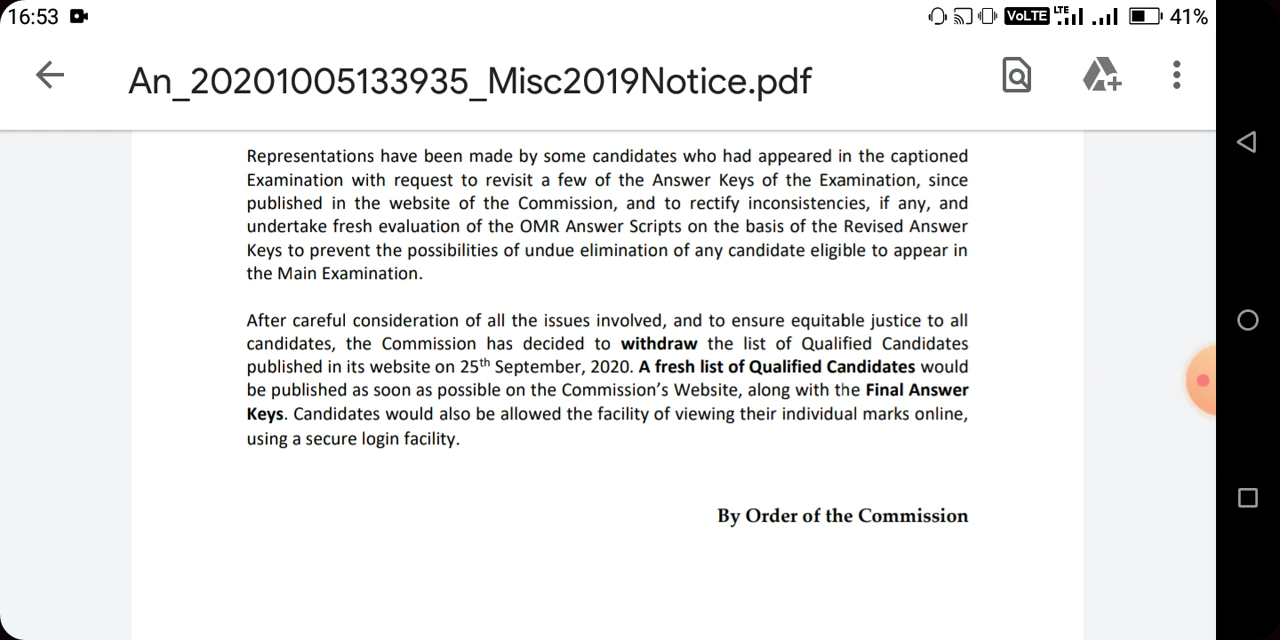 16:53 VoLTE LTE 41%
An_20201005133935_Misc2019Notice.pdf
Representations have been made by some candidates who had appeared in the captioned
Examination with request to revisit a few of the Answer Keys of the Examination, since
published in the website of the Commission, and to rectify inconsistencies, if any, and
undertake fresh evaluation of the OMR Answer Scripts on the basis of the Revised Answer
Keys to prevent the possibilities of undue elimination of any candidate eligible to appear in
the Main Examination.
After careful consideration of all the issues involved, and to ensure equitable justice to all
candidates, the Commission has decided to withdraw the list of Qualified Candidates
published in its website on 25th September, 2020. A fresh list of Qualified Candidates would
be published as soon as possible on the Commission's Website, along with the Final Answer
Keys. Candidates would also be allowed the facility of viewing their individual marks online,
using a secure login facility.
By Order of the Commission